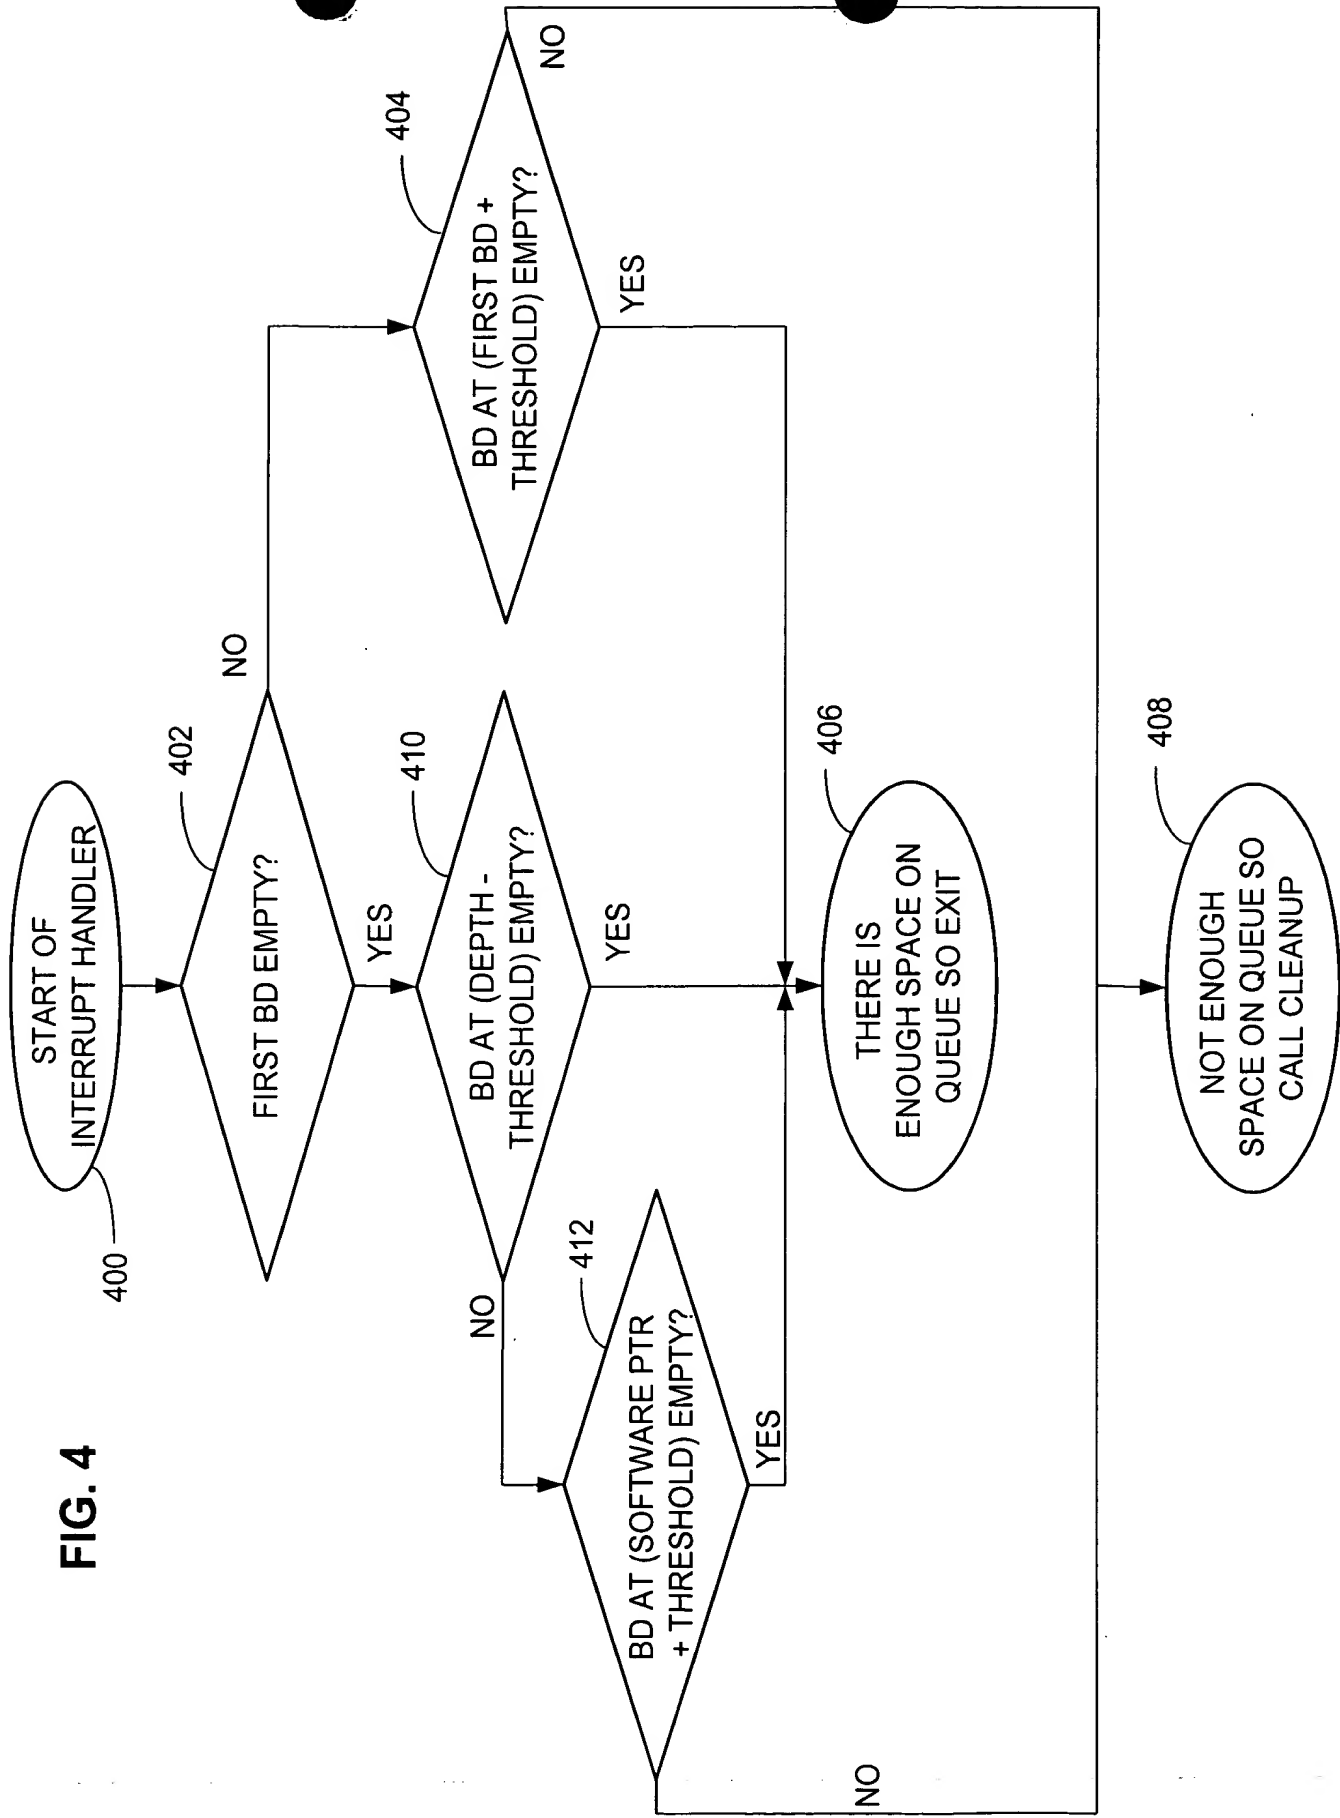 FIG. 4
400
START OF
INTERRUPT HANDLER
402
FIRST BD EMPTY?
NO
YES
410
BD AT (DEPTH -
THRESHOLD) EMPTY?
NO
YES
404
BD AT (FIRST BD +
THRESHOLD) EMPTY?
NO
YES
412
BD AT (SOFTWARE PTR
+ THRESHOLD) EMPTY?
YES
NO
406
THERE IS
ENOUGH SPACE ON
QUEUE SO EXIT
408
NOT ENOUGH
SPACE ON QUEUE SO
CALL CLEANUP